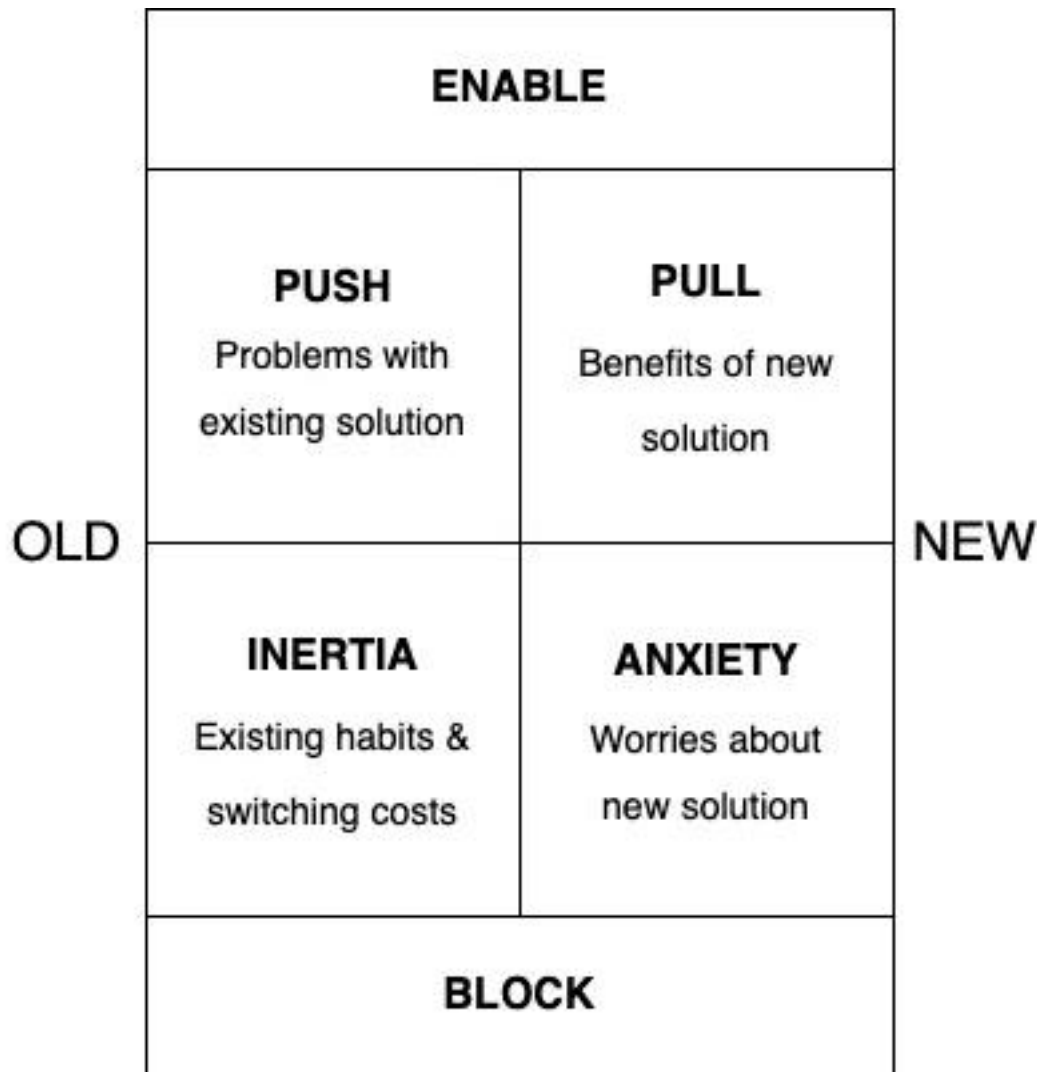 ENABLE
PUSH
Problems with
existing solution
PULL
Benefits of new
solution
OLD
NEW
INERTIA
Existing habits &
switching costs
ANXIETY
Worries about
new solution
BLOCK